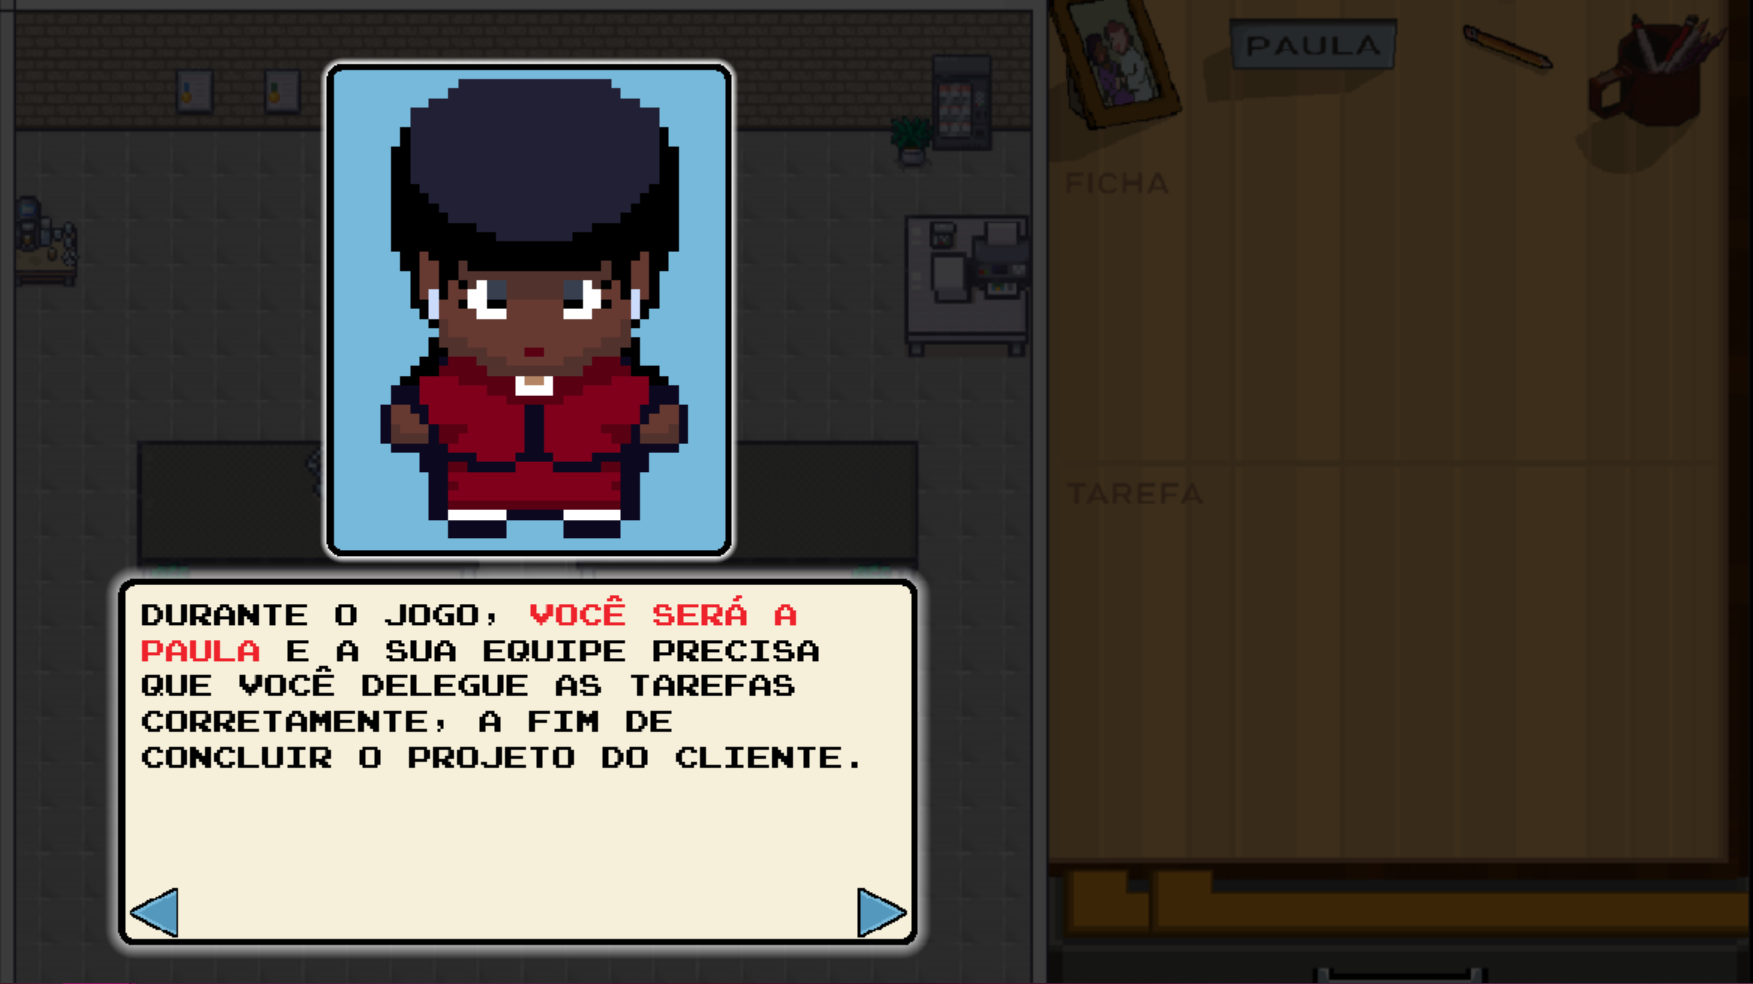 PAULA
FICHA
TAREFA
DURANTE O JOGO, VOCÊ SERÁ A
PAULA E A SUA EQUIPE PRECISA
QUE VOCÊ DELEGUE AS TAREFAS
CORRETAMENTE, A FIM DE
CONCLUIR O PROJETO DO CLIENTE.